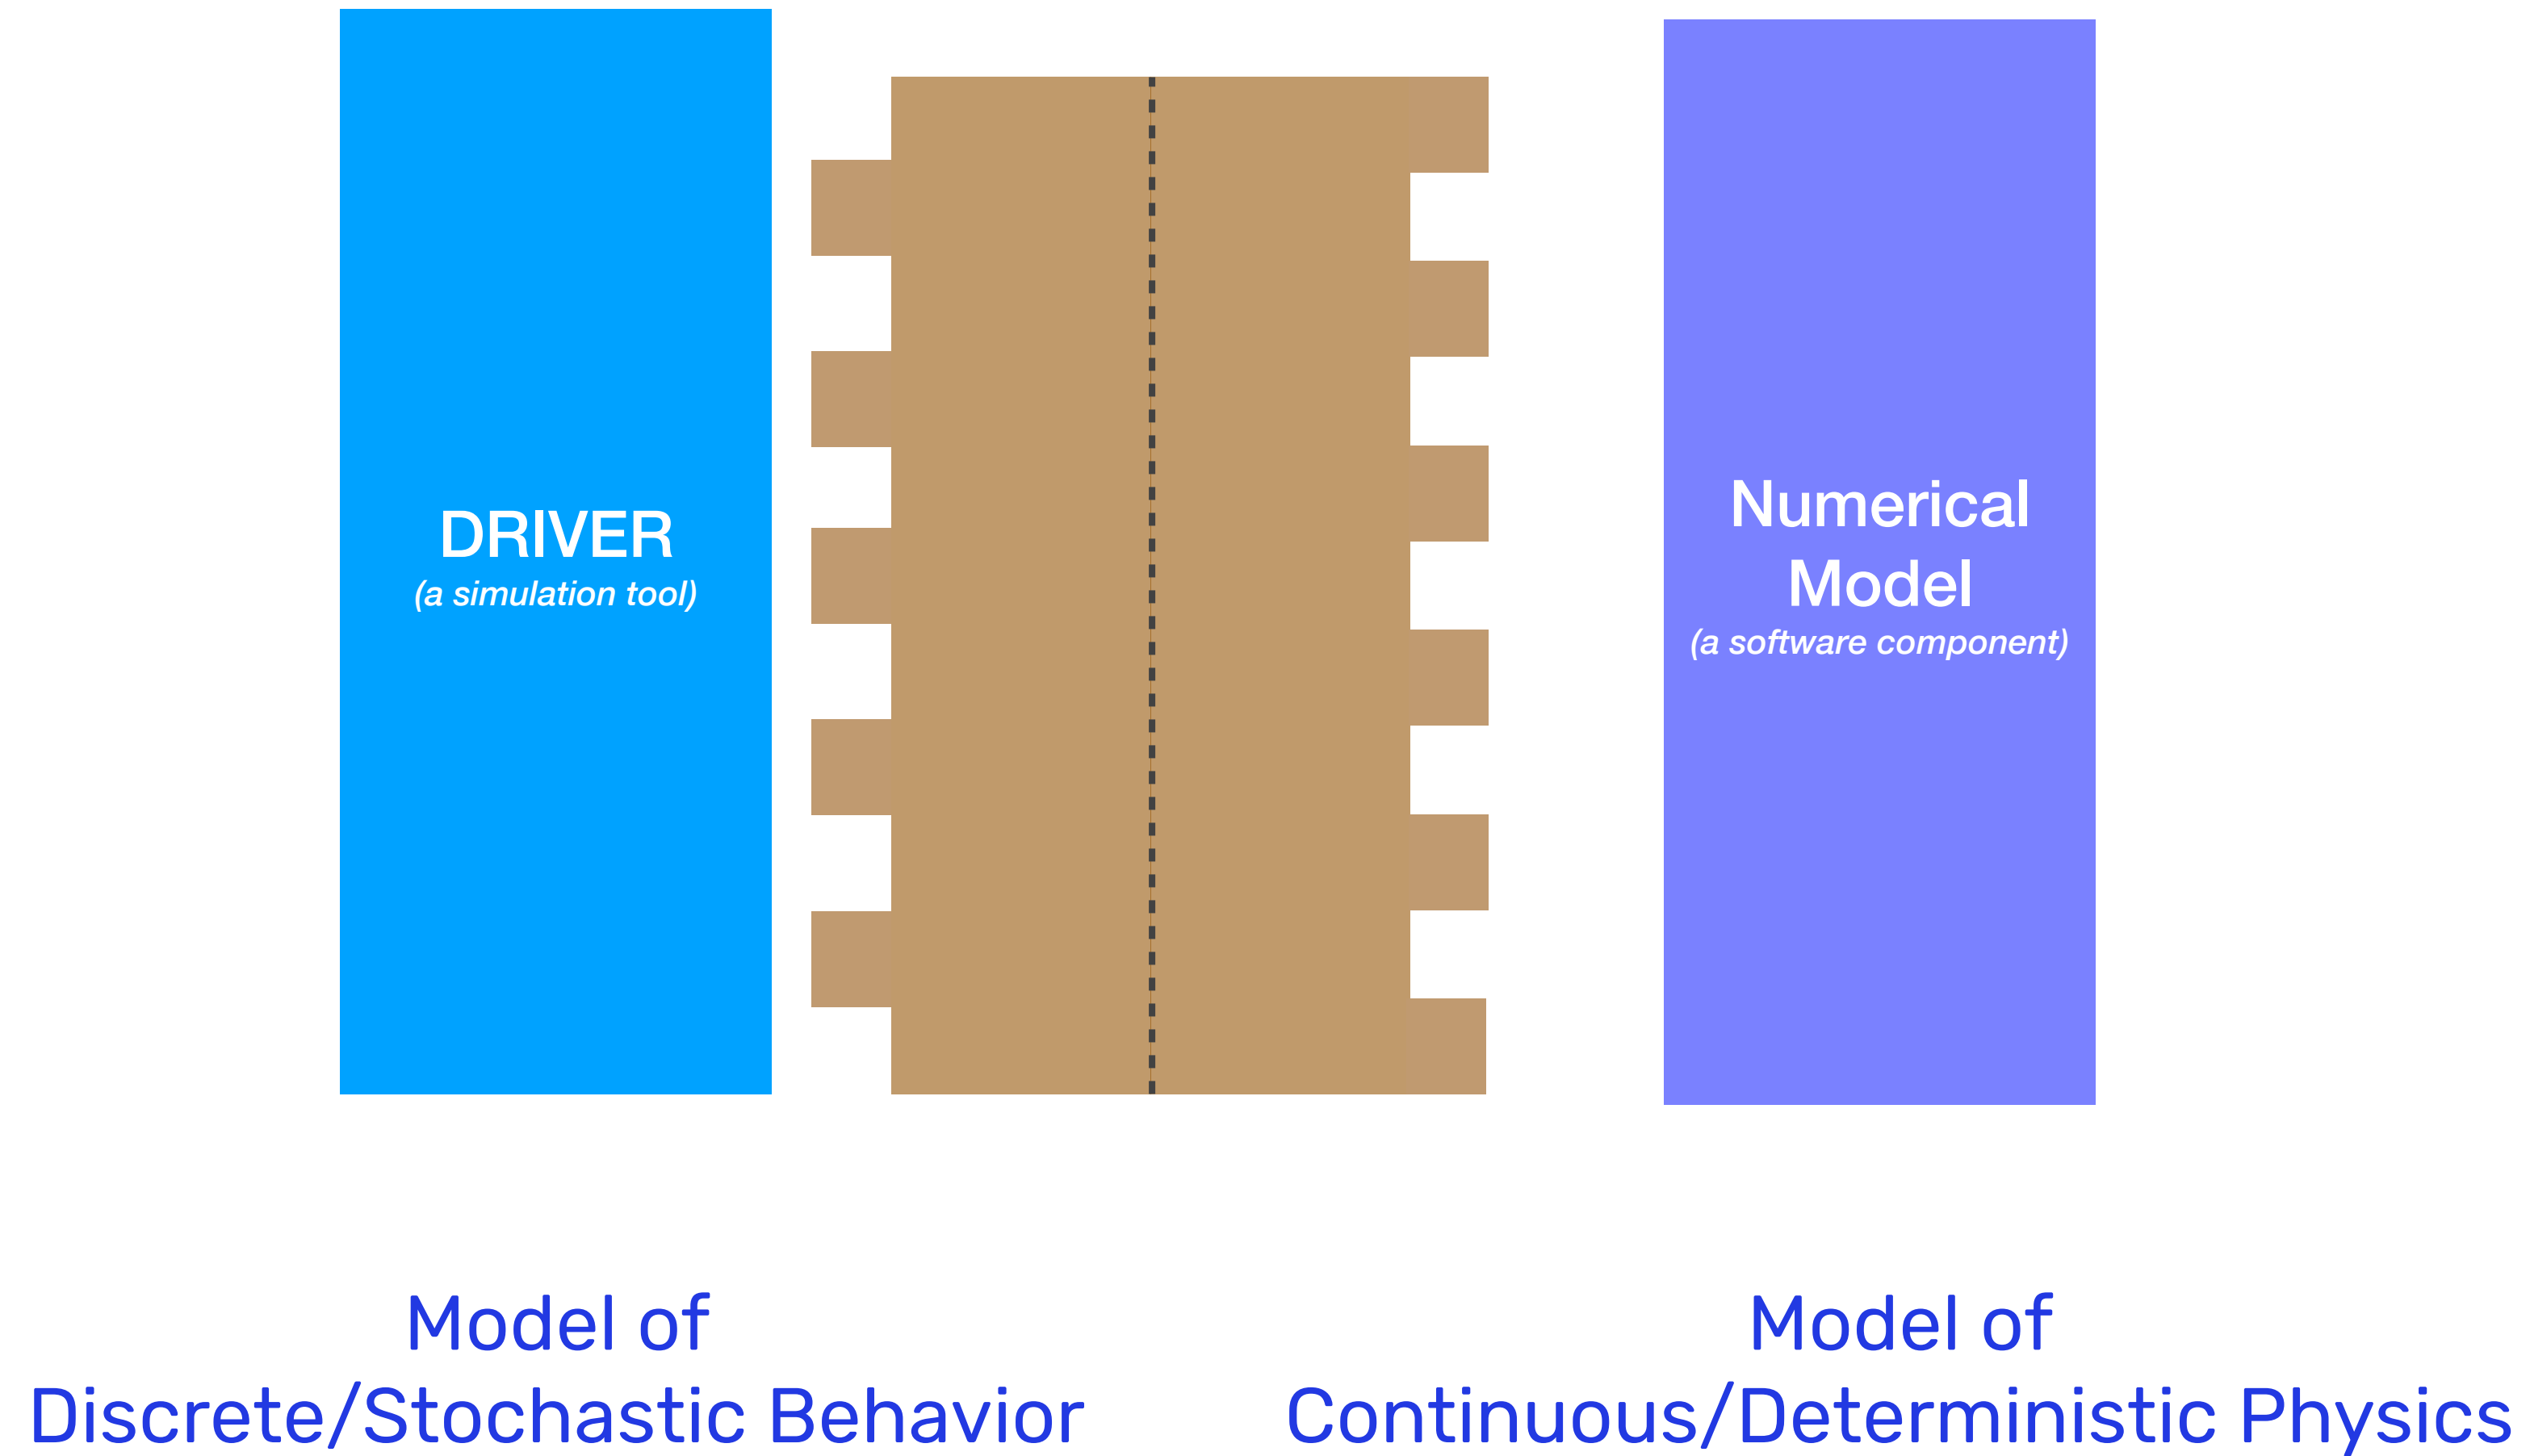 DRIVER
(a simulation tool)
Numerical
Model
(a software component)
Model of
Discrete/Stochastic Behavior
Model of
Continuous/Deterministic Physics